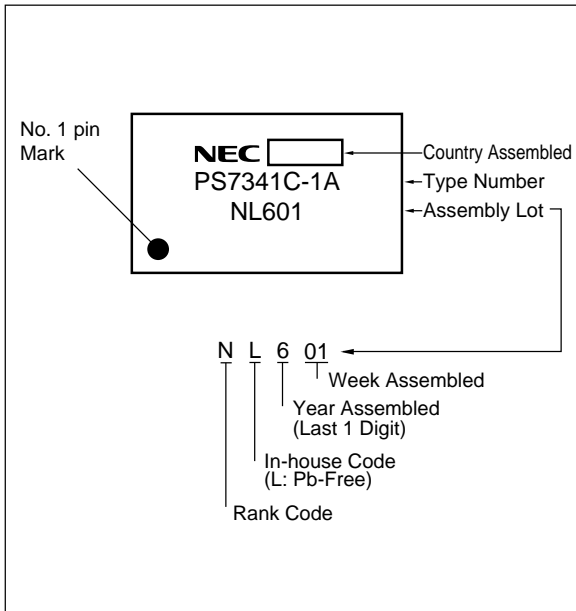 No. 1 pin
Mark
NEC
Country Assembled
PS7341C-1A
Type Number
NL601
Assembly Lot
N L 6 01
Week Assembled
Year Assembled
(Last 1 Digit)
In-house Code
(L: Pb-Free)
Rank Code